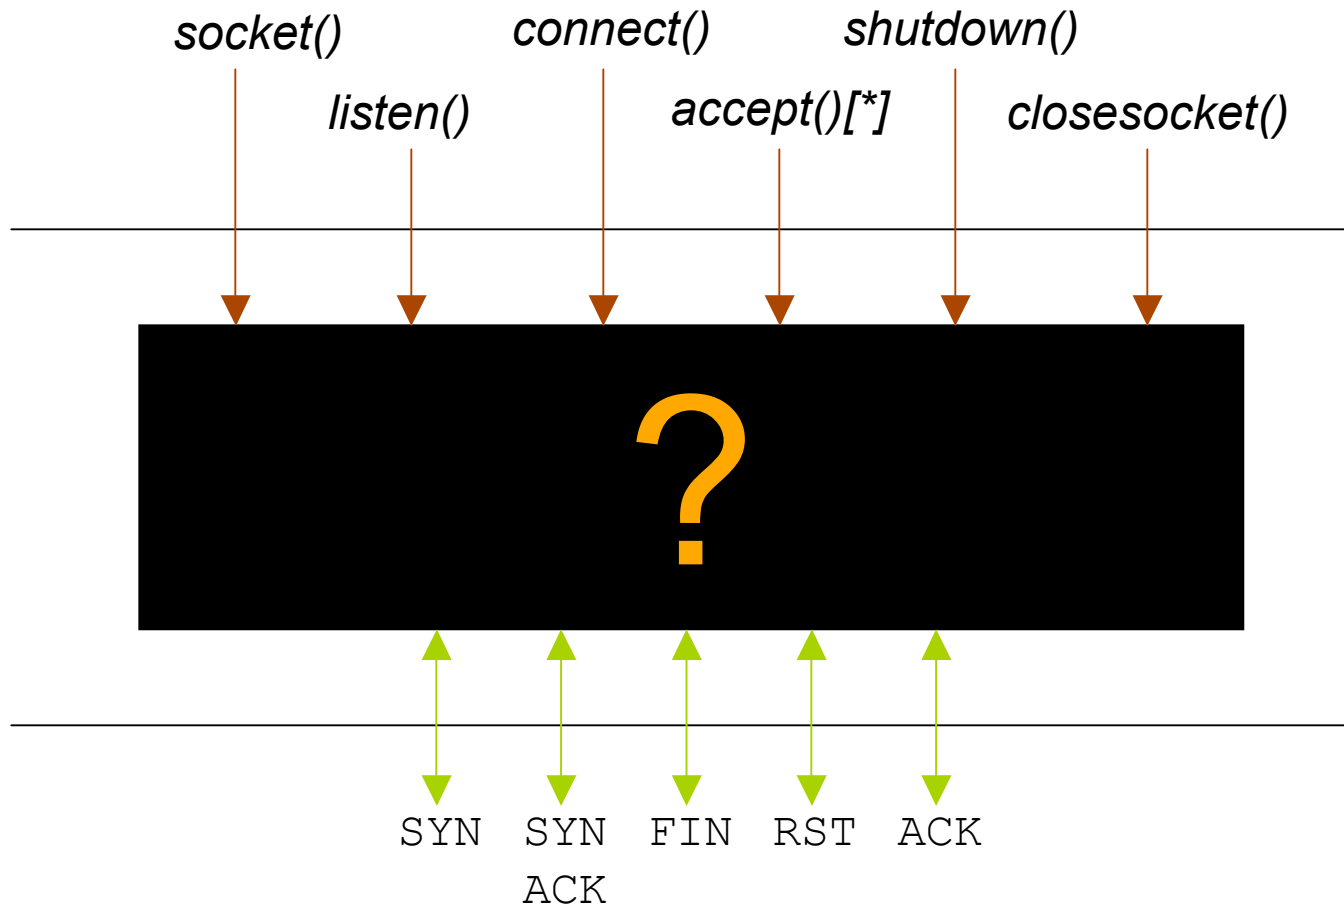 socket() connect() shutdown()
listen() accept()[*] closesocket()
?
SYN SYN FIN RST ACK
ACK